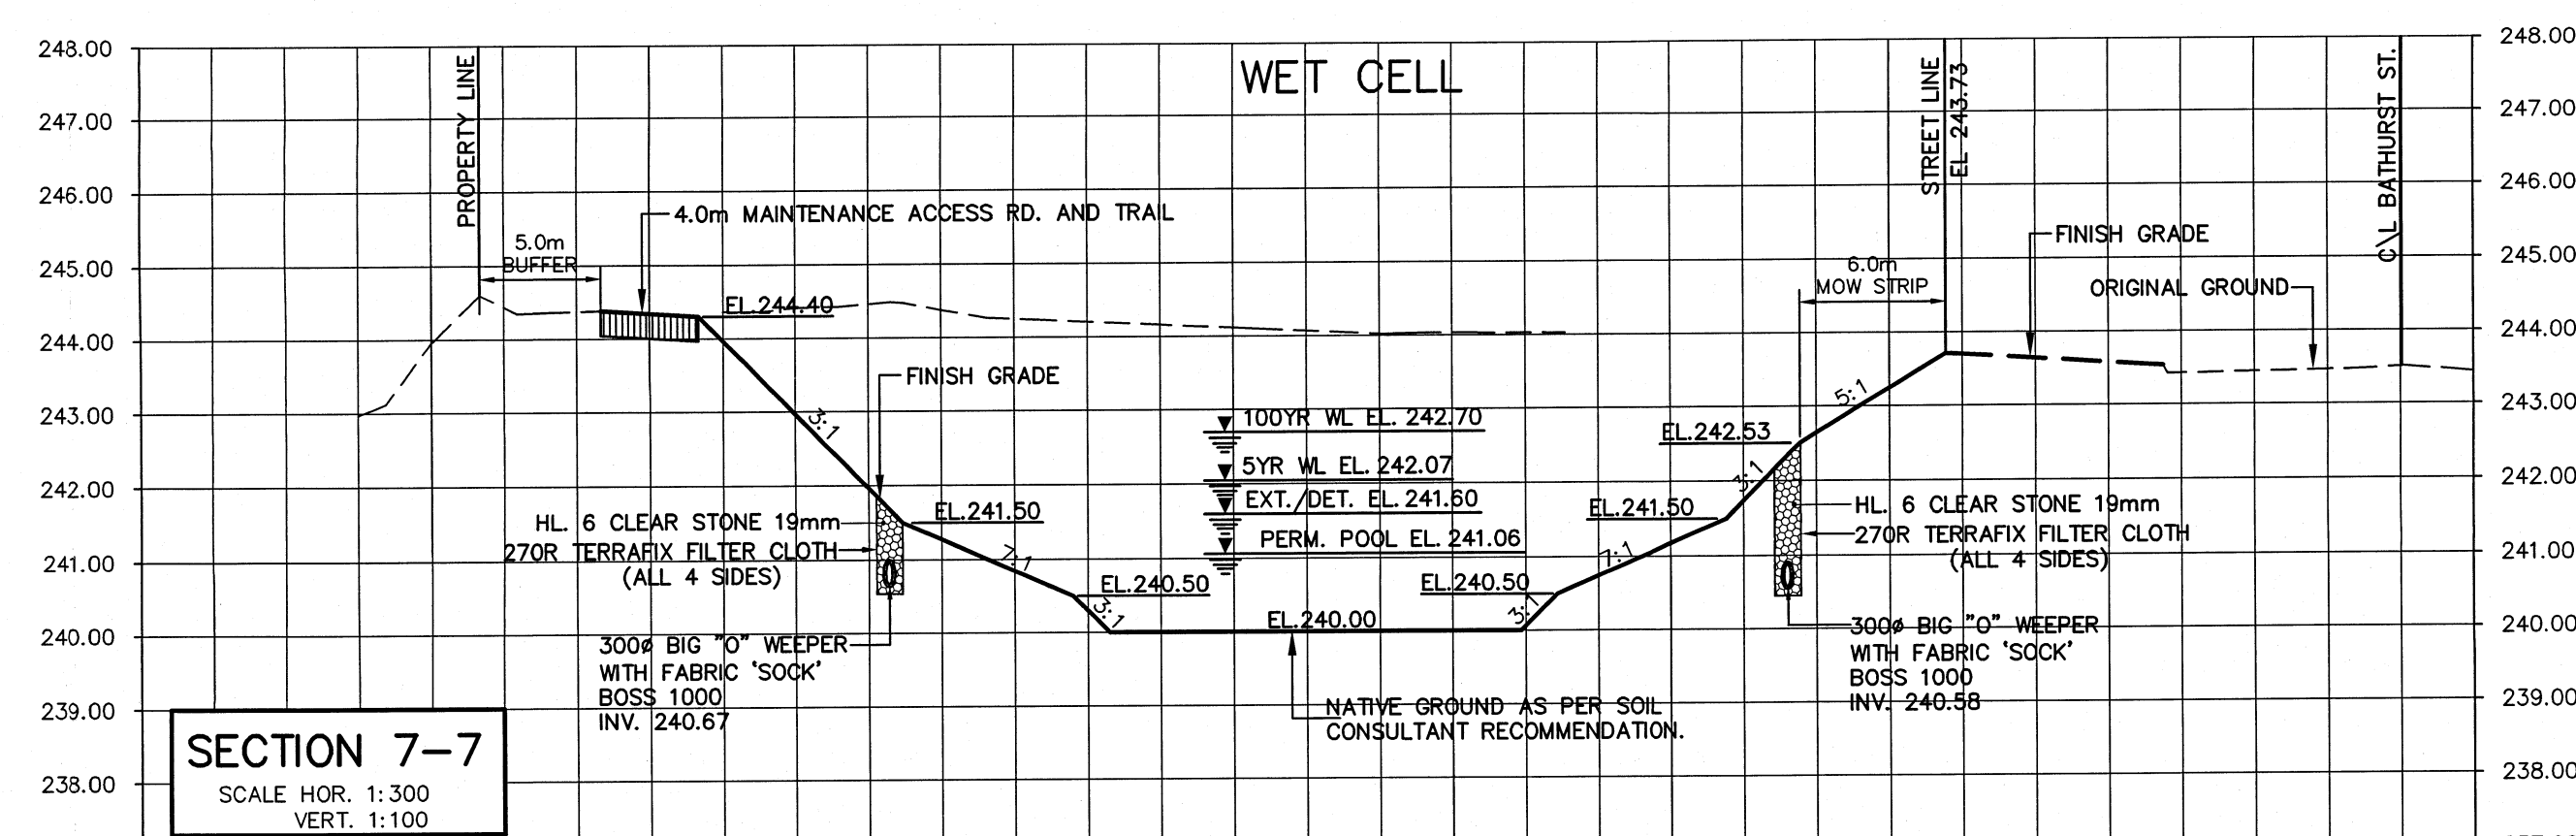 248.00
247.00
246.00
245.00
244.00
243.00
242.00
241.00
240.00
239.00
238.00
WET CELL
PROPERTY LINE
5.0m
BUFFER
4.0m MAINTENANCE ACCESS RD. AND TRAIL
EL.244.40
3:1
FINISH GRADE
EL.241.50
HL. 6 CLEAR STONE 19mm
270R TERRAFIX FILTER CLOTH
(ALL 4 SIDES)
7:1
EL.240.50
3:1
300ø BIG "O" WEEPER
WITH FABRIC 'SOCK'
BOSS 1000
INV. 240.67
100YR WL EL. 242.70
5YR WL EL. 242.07
EXT./DET. EL. 241.60
PERM. POOL EL. 241.06
EL.240.00
NATIVE GROUND AS PER SOIL
CONSULTANT RECOMMENDATION.
EL.240.50
3:1
7:1
EL.241.50
3:1
EL.242.53
5:1
6.0m
MOW STRIP
STREET LINE
EL 243.73
FINISH GRADE
ORIGINAL GROUND
C\L BATHURST ST.
HL. 6 CLEAR STONE 19mm
270R TERRAFIX FILTER CLOTH
(ALL 4 SIDES)
300ø BIG "O" WEEPER
WITH FABRIC 'SOCK'
BOSS 1000
INV. 240.58
248.00
247.00
246.00
245.00
244.00
243.00
242.00
241.00
240.00
239.00
238.00
SECTION 7-7
SCALE HOR. 1:300
VERT. 1:100